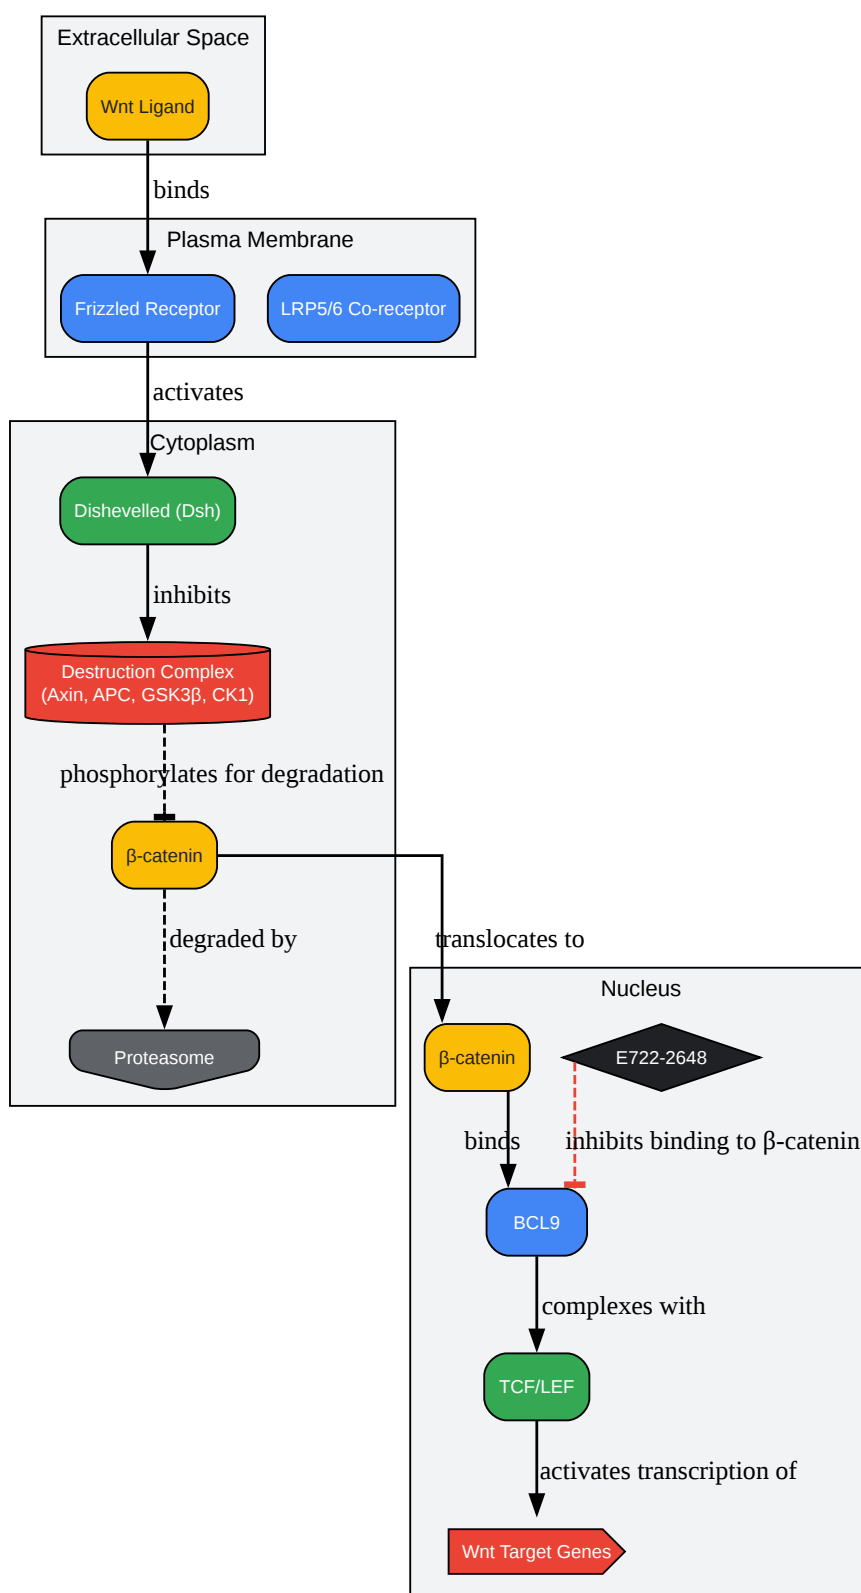 Extracellular Space
Wnt Ligand
binds
Plasma Membrane
Frizzled Receptor
LRP5/6 Co-receptor
activates
Cytoplasm
Dishevelled (Dsh)
inhibits
Destruction Complex
(Axin, APC, GSK3β, CK1)
phosphorylates for degradation
β-catenin
degraded by
translocates to
Proteasome
Nucleus
β-catenin
E722-2648
binds
inhibits binding to β-catenin
BCL9
complexes with
TCF/LEF
activates transcription of
Wnt Target Genes